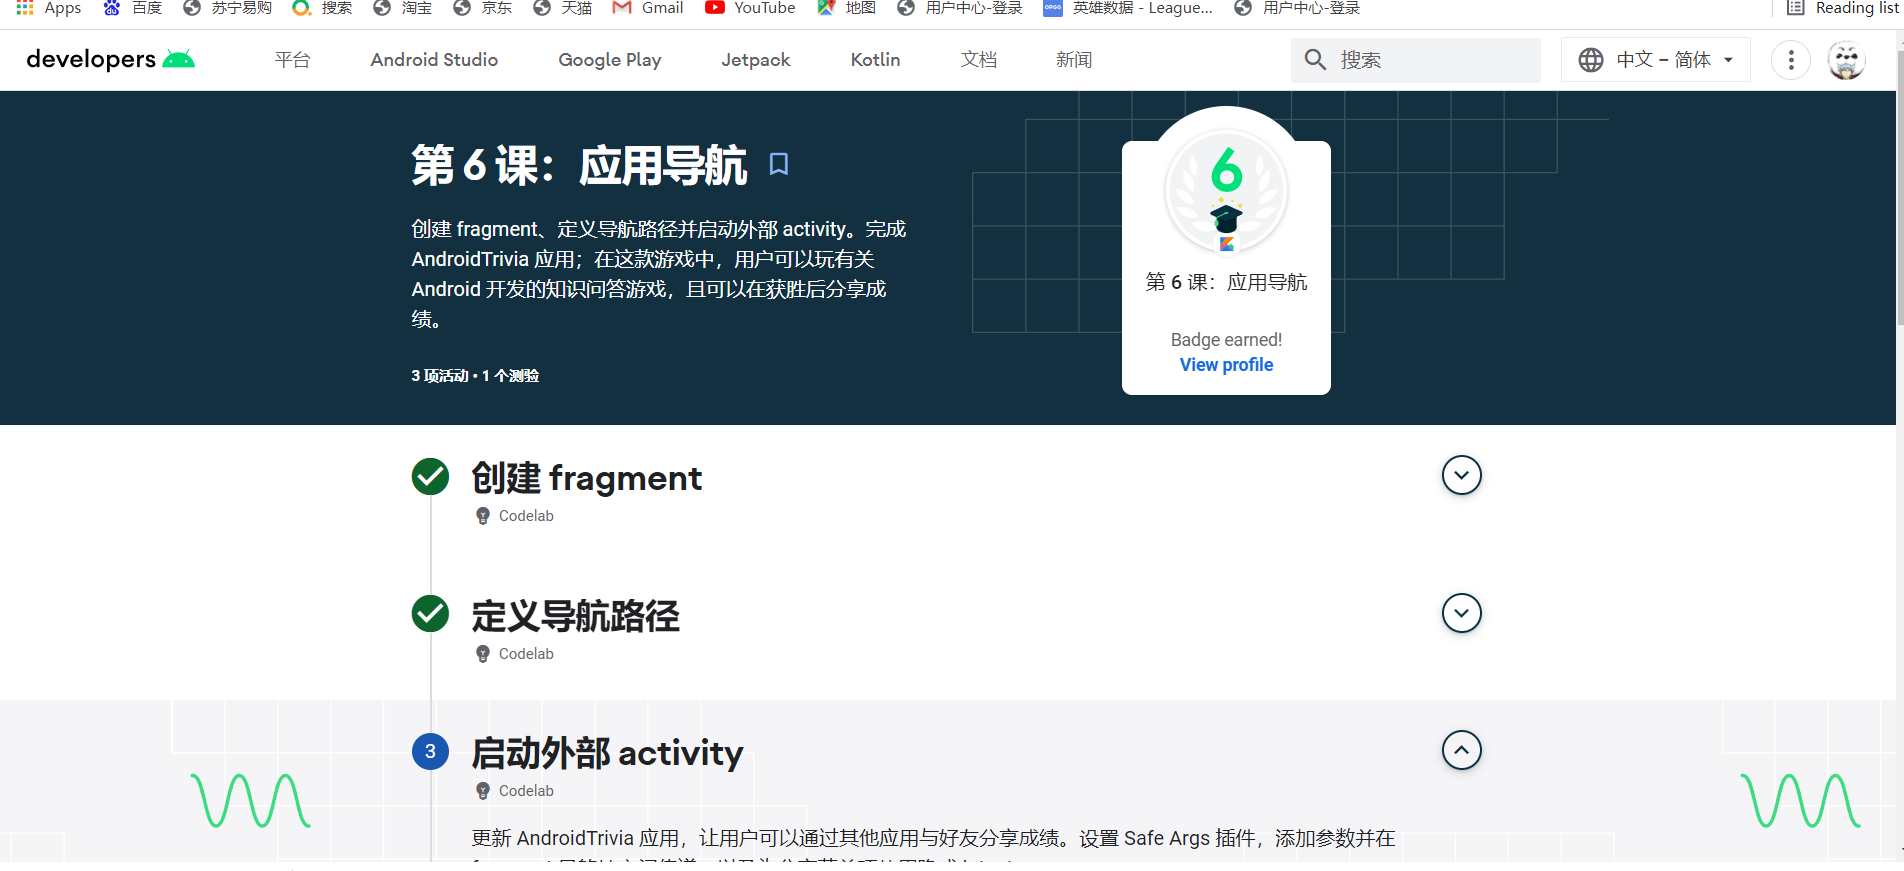 Apps 百度 苏宁易购 搜索 淘宝 京东 天猫 Gmail YouTube 地图 用户中心-登录 OP.GG 英雄数据 - League... 用户中心-登录 Reading list
developers 平台 Android Studio Google Play Jetpack Kotlin 文档 新闻 搜索 中文 – 简体
第 6 课：应用导航
创建 fragment、定义导航路径并启动外部 activity。完成
AndroidTrivia 应用；在这款游戏中，用户可以玩有关
Android 开发的知识问答游戏，且可以在获胜后分享成
绩。
3 项活动 • 1 个测验
6
第 6 课：应用导航
Badge earned!
View profile
创建 fragment
Codelab
定义导航路径
Codelab
3
启动外部 activity
Codelab
更新 AndroidTrivia 应用，让用户可以通过其他应用与好友分享成绩。设置 Safe Args 插件，添加参数并在